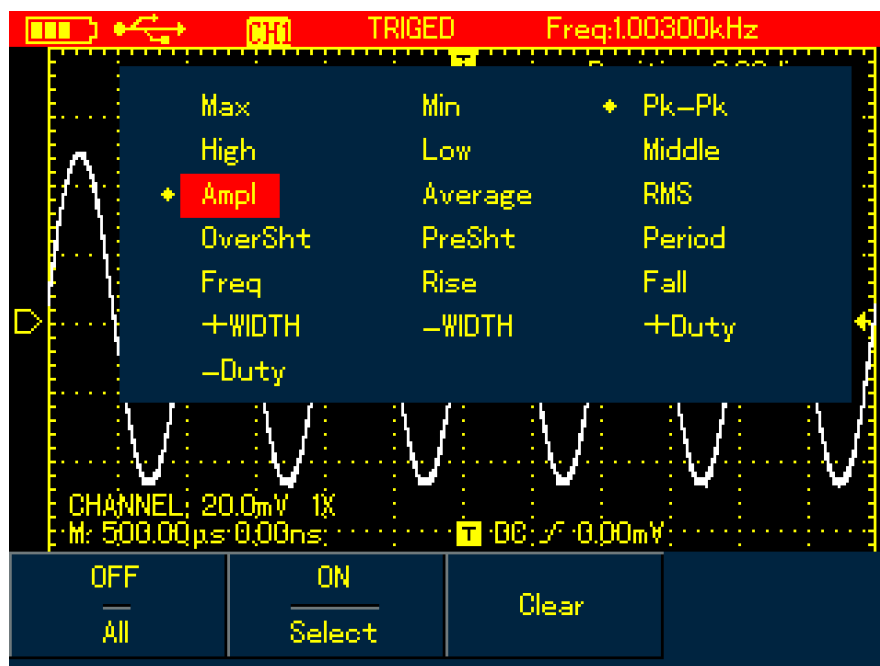 CH1 TRIGED Freq:1.00300kHz
T
Max Min Pk-Pk
High Low Middle
Ampl Average RMS
OverSht PreSht Period
Freq Rise Fall
+WIDTH -WIDTH +Duty
-Duty
CHANNEL: 20.0mV 1X
M: 500.00µs 0.00ns T DC 0.00mV
OFF ON Clear
All Select